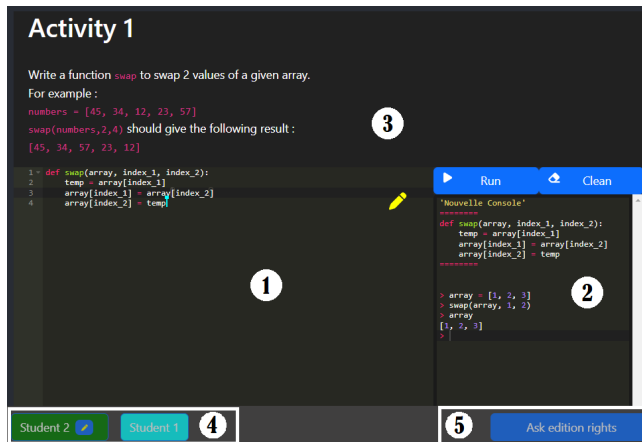 Activity 1
Write a function swap to swap 2 values of a given array.
For example :
numbers = [45, 34, 12, 23, 57]
swap(numbers,2,4) should give the following result :
[45, 34, 57, 23, 12]
3
1 def swap(array, index_1, index_2):
2 temp = array[index_1]
3 array[index_1] = array[index_2]
4 array[index_2] = temp
1
Run
Clean
'Nouvelle Console'
========
def swap(array, index_1, index_2):
temp = array[index_1]
array[index_1] = array[index_2]
array[index_2] = temp
========
> array = [1, 2, 3]
> swap(array, 1, 2)
> array
[1, 2, 3]
>
2
Student 2
Student 1
4
5
Ask edition rights